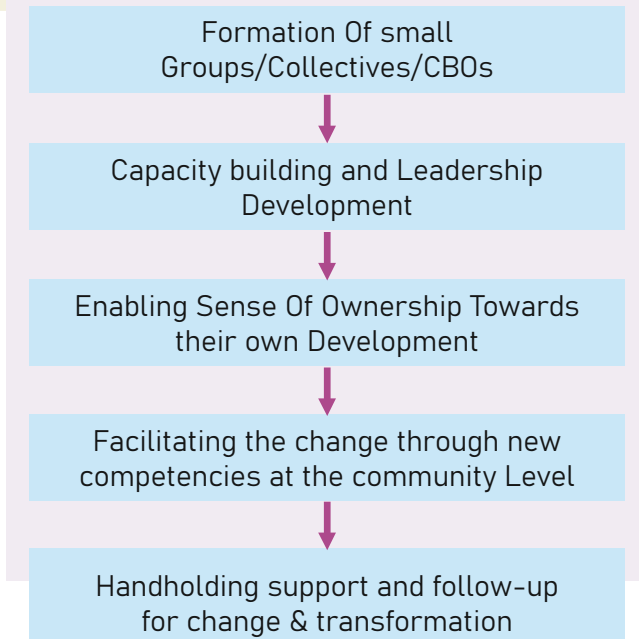 Formation Of small
Groups/Collectives/CBOs
Capacity building and Leadership
Development
Enabling Sense Of Ownership Towards
their own Development
Facilitating the change through new
competencies at the community Level
Handholding support and follow-up
for change & transformation